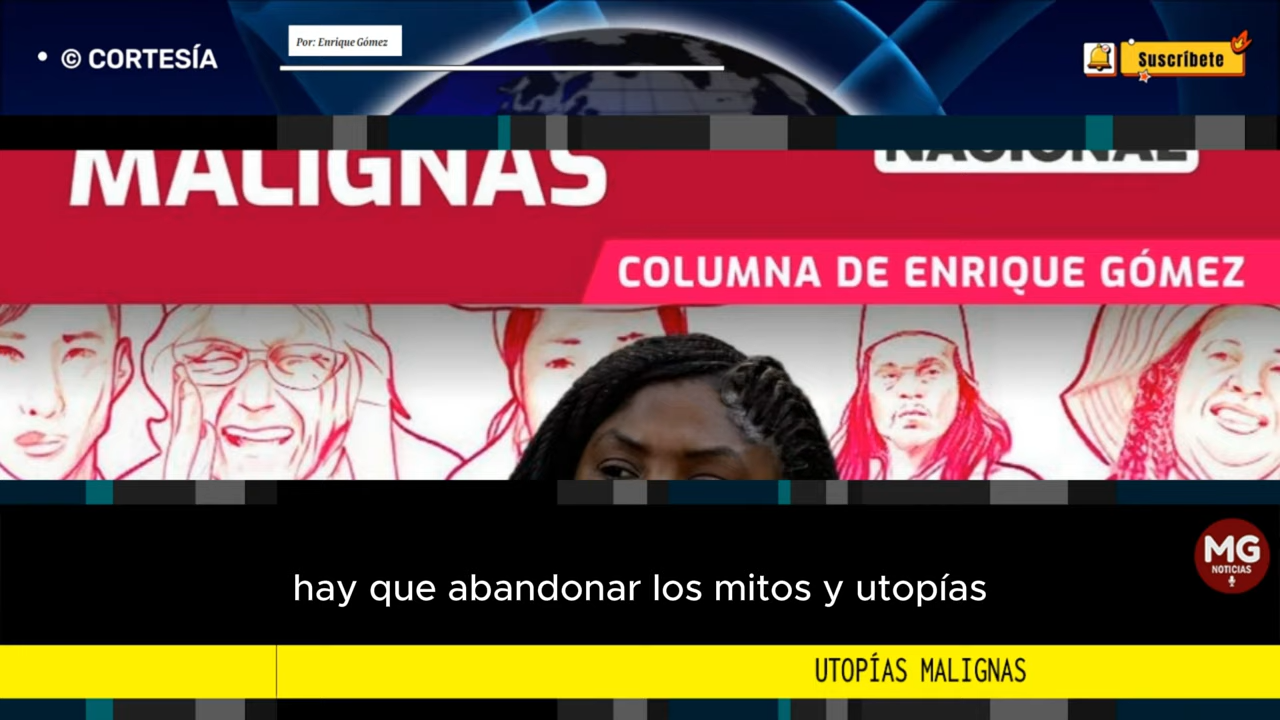 Por: Enrique Gómez
• © CORTESÍA
Suscríbete
MALIGNAS
NACIONAL
COLUMNA DE ENRIQUE GÓMEZ
MG
NOTICIAS
hay que abandonar los mitos y utopías
UTOPÍAS MALIGNAS